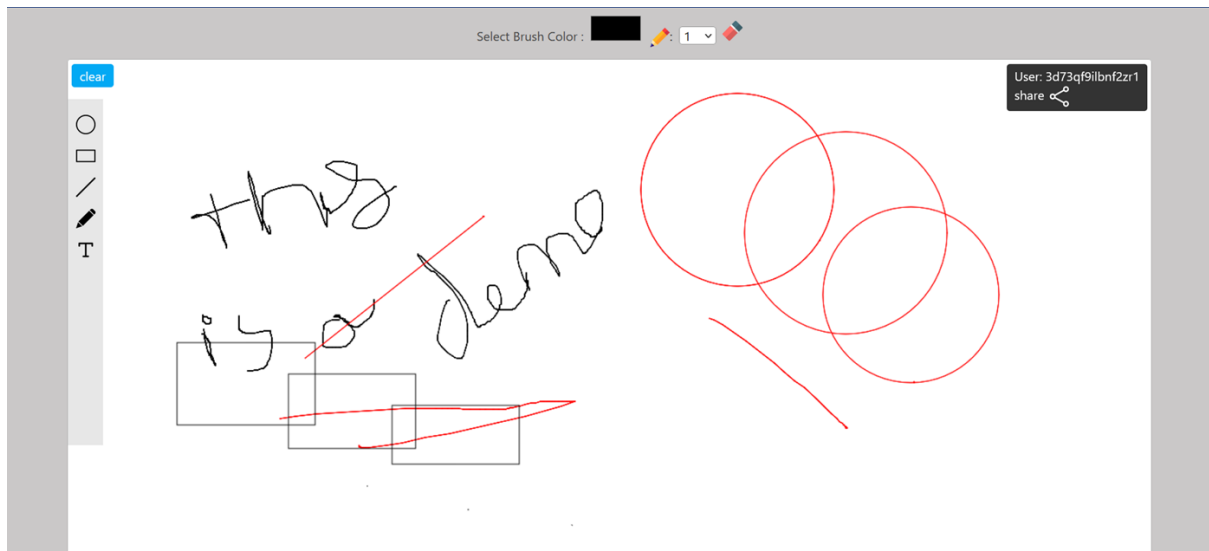 Select Brush Color :
: 1
clear
User: 3d73qf9ilbnf2zr1
share
T
this
is a demo